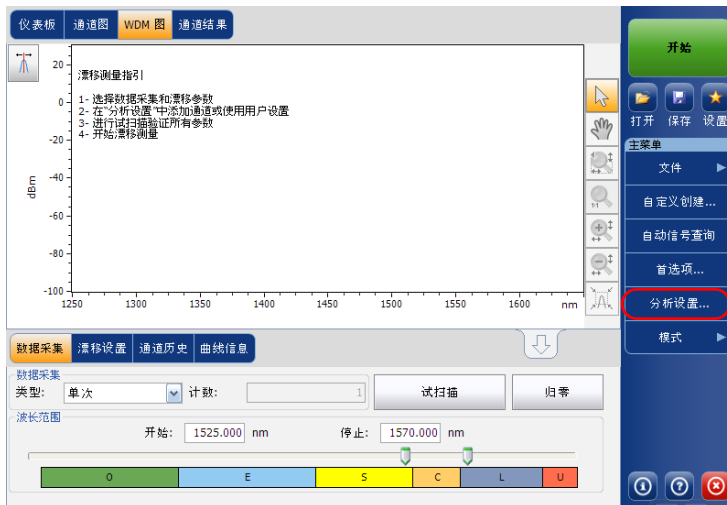 仪表板 通道图 WDM 图 通道结果
漂移测量指引
1- 选择数据采集和漂移参数
2- 在“分析设置”中添加通道或使用用户设置
3- 进行试扫描验证所有参数
4- 开始漂移测量
dBm
20
0
-20
-40
-60
-80
-100
1250 1300 1350 1400 1450 1500 1550 1600 nm
1:1
数据采集 漂移设置 通道历史 曲线信息
数据采集
类型: 单次 计数: 1 试扫描 归零
波长范围
开始: 1525.000 nm 停止: 1570.000 nm
O E S C L U
开始
打开 保存 设置
主菜单
文件
自定义创建...
自动信号查询
首选项...
分析设置...
模式